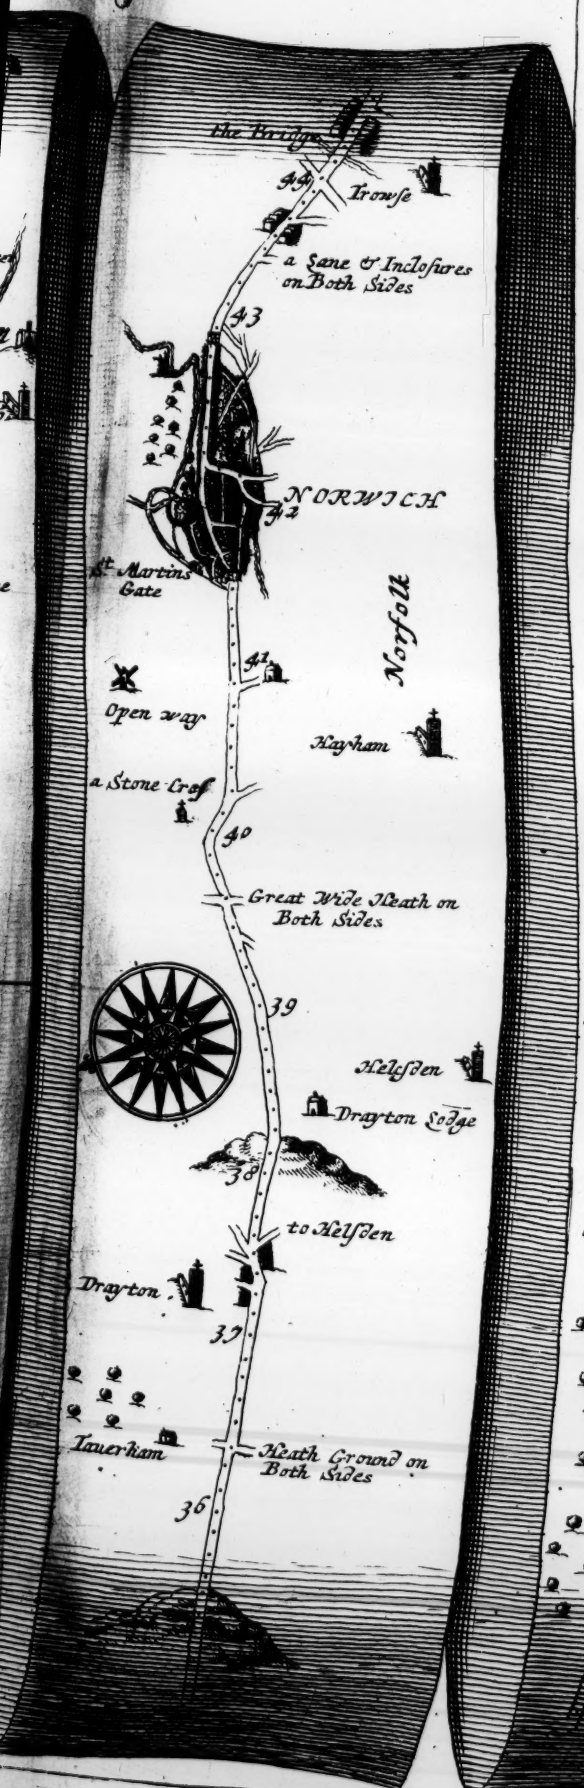 the Bridge
44
Trowse
a Lane & Inclosures
on Both Sides
43
NORWICH
42
St Martins
Gate
Norfolk
41
Open way
Hayham
a Stone Cross
40
Great Wide Heath on
Both Sides
39
Helesden
Drayton Lodge
38
to Helsden
Drayton
37
Taverham
Heath Ground on
Both Sides
36